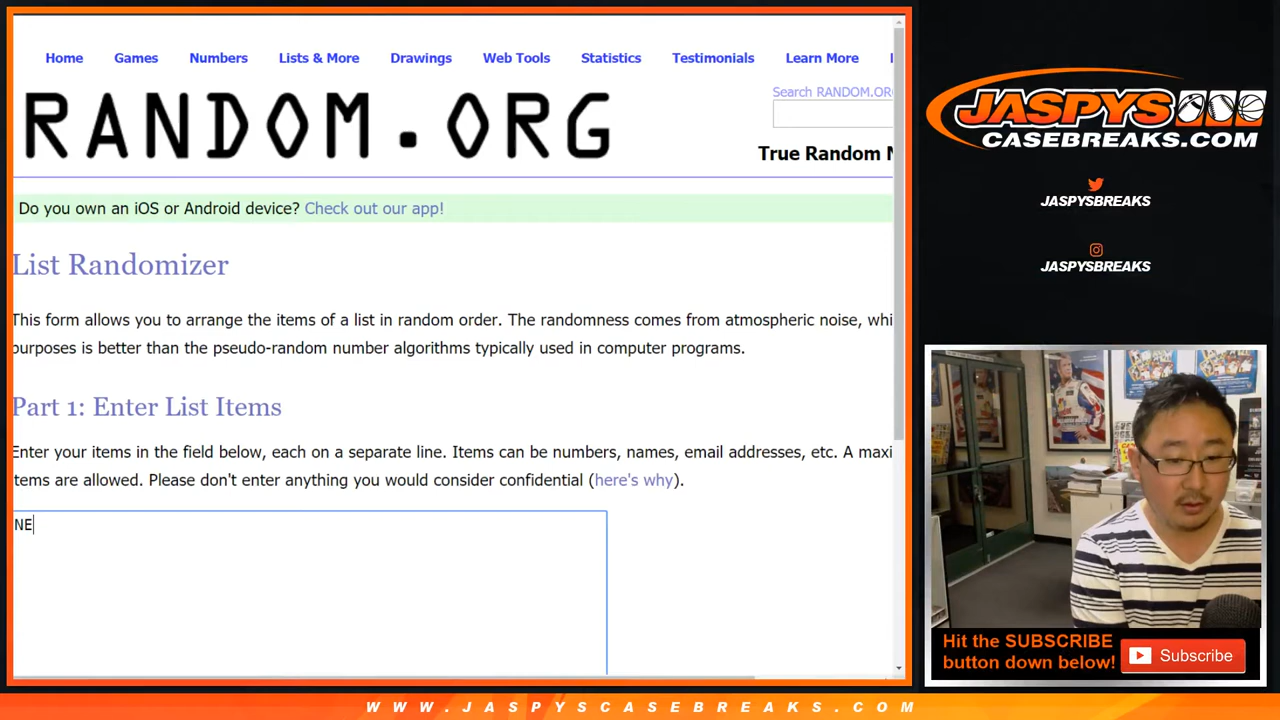 Home Games Numbers Lists & More Drawings Web Tools Statistics Testimonials Learn More
Search RANDOM.OR
RANDOM.ORG
True Random N
Do you own an iOS or Android device? Check out our app!
List Randomizer
This form allows you to arrange the items of a list in random order. The randomness comes from atmospheric noise, whi
purposes is better than the pseudo-random number algorithms typically used in computer programs.
Part 1: Enter List Items
Enter your items in the field below, each on a separate line. Items can be numbers, names, email addresses, etc. A maxi
items are allowed. Please don't enter anything you would consider confidential (here's why).
NE
JASPYS
CASEBREAKS.COM
JASPYSBREAKS
JASPYSBREAKS
Hit the SUBSCRIBE
button down below!
Subscribe
WWW.JASPYSCASEBREAKS.COM